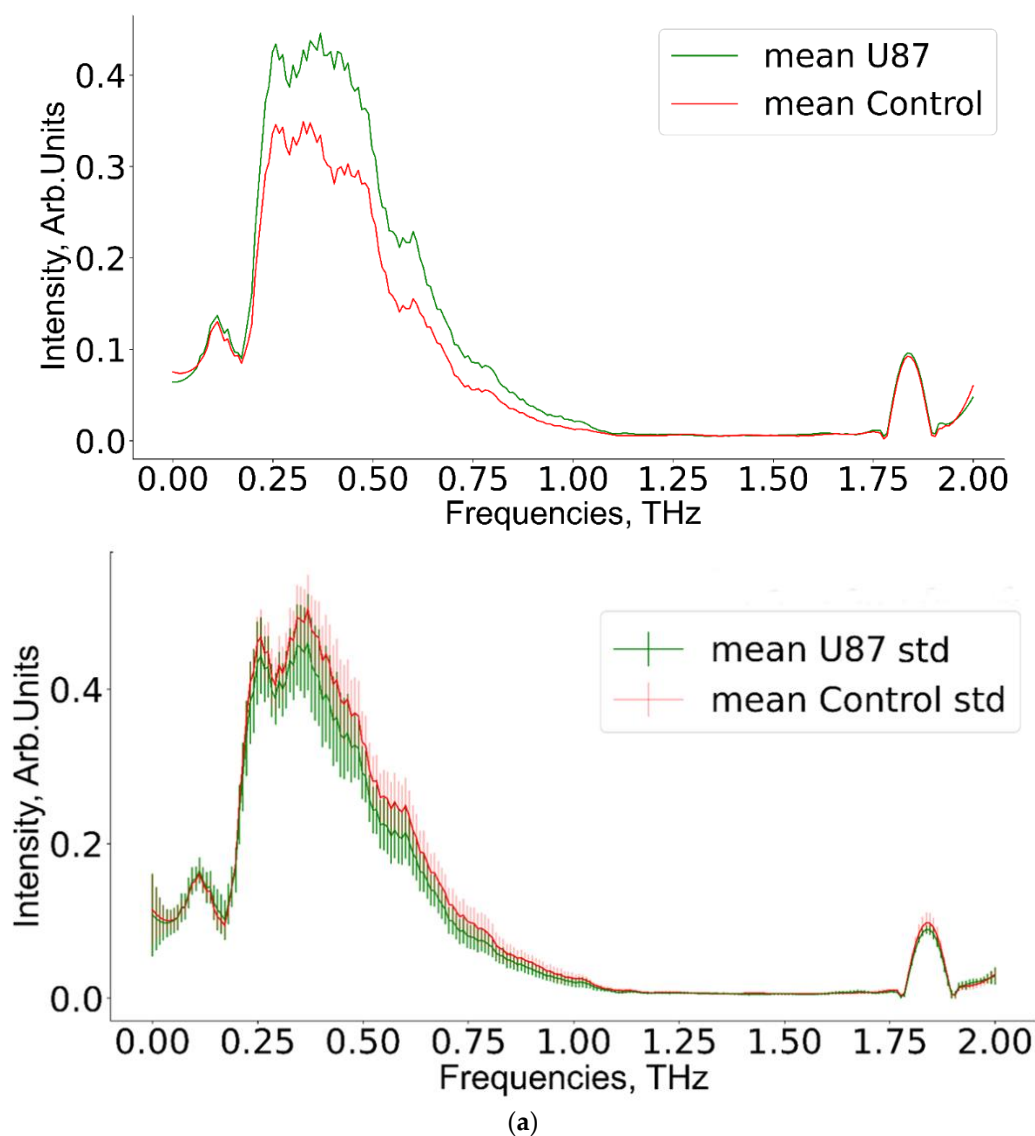 mean U87
mean Control
Intensity, Arb.Units
0.4
0.3
0.2
0.1
0.0
0.00 0.25 0.50 0.75 1.00 1.25 1.50 1.75 2.00
Frequencies, THz
mean U87 std
mean Control std
Intensity, Arb.Units
0.4
0.2
0.0
0.00 0.25 0.50 0.75 1.00 1.25 1.50 1.75 2.00
Frequencies, THz
(a)